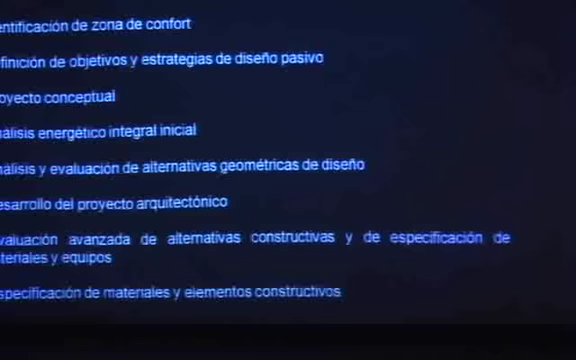 entificación de zona de confort
finición de objetivos y estrategias de diseño pasivo
oyecto conceptual
nálisis energético integral inicial
nálisis y evaluación de alternativas geométricas de diseño
esarrollo del proyecto arquitectónico
valuación avanzada de alternativas constructivas y de especificación de
teriales y equipos
specificación de materiales y elementos constructivos